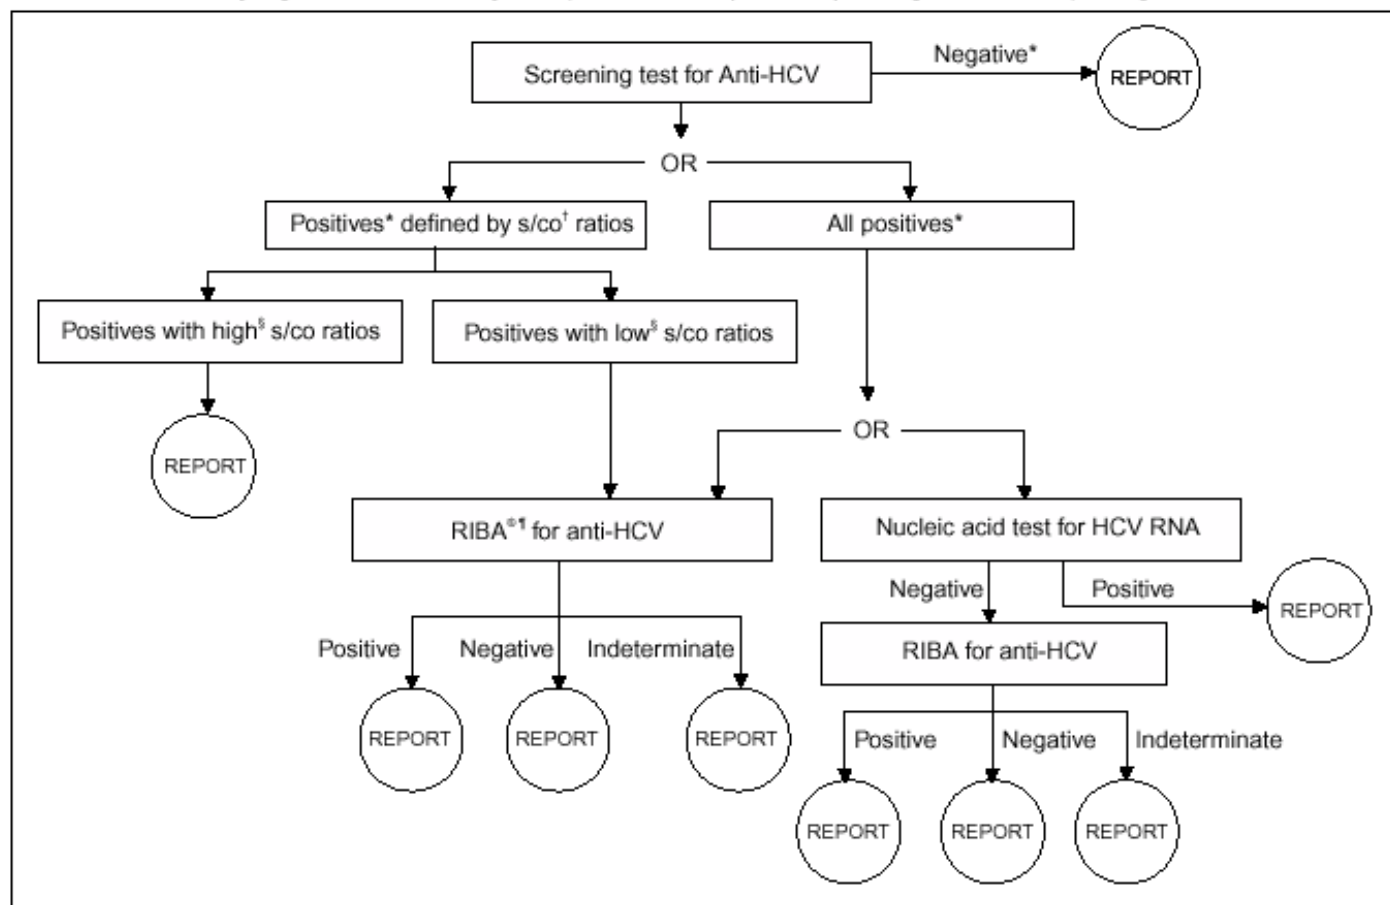 Screening test for Anti-HCV
Negative*
REPORT
OR
Positives* defined by s/co† ratios
All positives*
Positives with high§ s/co ratios
Positives with low§ s/co ratios
REPORT
OR
RIBA®¶ for anti-HCV
Nucleic acid test for HCV RNA
Negative
Positive
REPORT
RIBA for anti-HCV
Positive
Negative
Indeterminate
REPORT
REPORT
REPORT
Positive
Negative
Indeterminate
REPORT
REPORT
REPORT